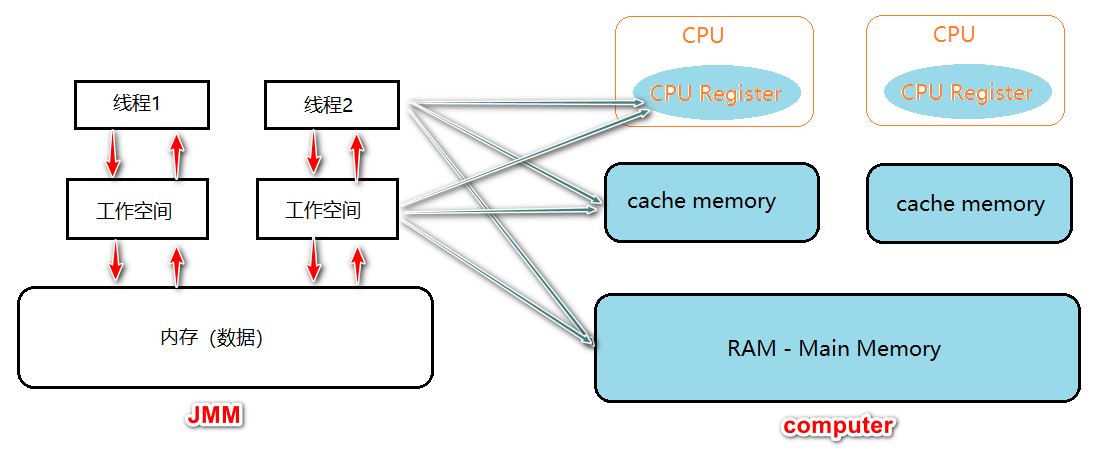 线程1
线程2
工作空间
工作空间
内存（数据）
JMM
CPU
CPU Register
CPU
CPU Register
cache memory
cache memory
RAM - Main Memory
computer